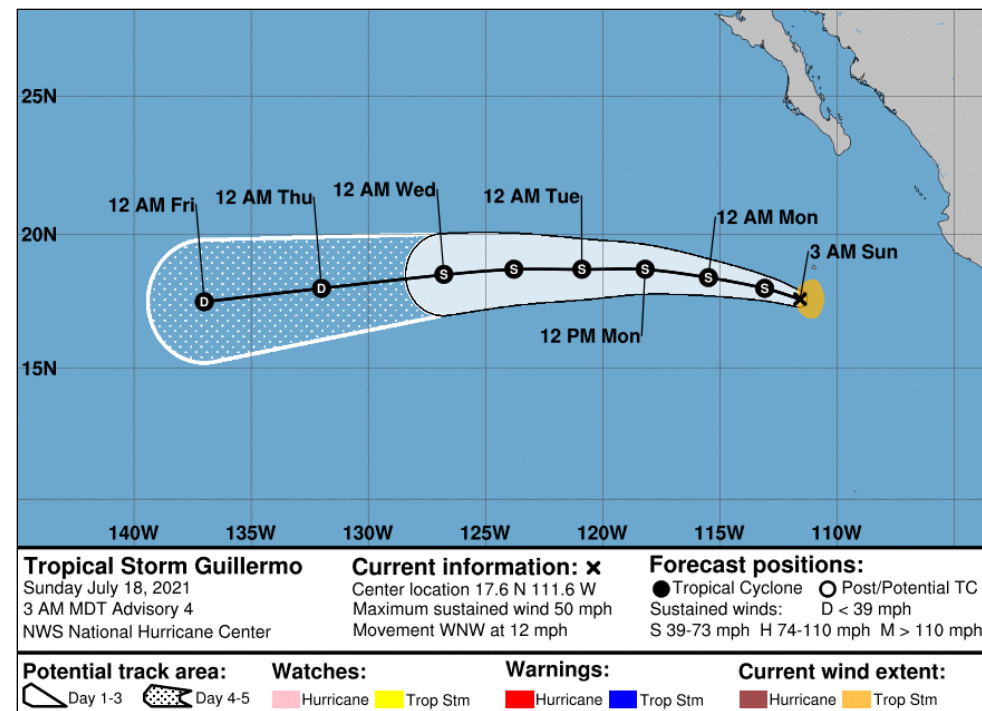 25N
12 AM Wed
12 AM Tue
12 AM Thu
12 AM Fri
12 AM Mon
20N
3 AM Sun
S
S
S
S
S
S
D
D
12 PM Mon
15N
140W 135W 130W 125W 120W 115W 110W
Tropical Storm Guillermo
Sunday July 18, 2021
3 AM MDT Advisory 4
NWS National Hurricane Center
Current information: ×
Center location 17.6 N 111.6 W
Maximum sustained wind 50 mph
Movement WNW at 12 mph
Forecast positions:
Tropical Cyclone Post/Potential TC
Sustained winds: D < 39 mph
S 39-73 mph H 74-110 mph M > 110 mph
Potential track area:
Day 1-3 Day 4-5
Watches:
Hurricane Trop Stm
Warnings:
Hurricane Trop Stm
Current wind extent:
Hurricane Trop Stm